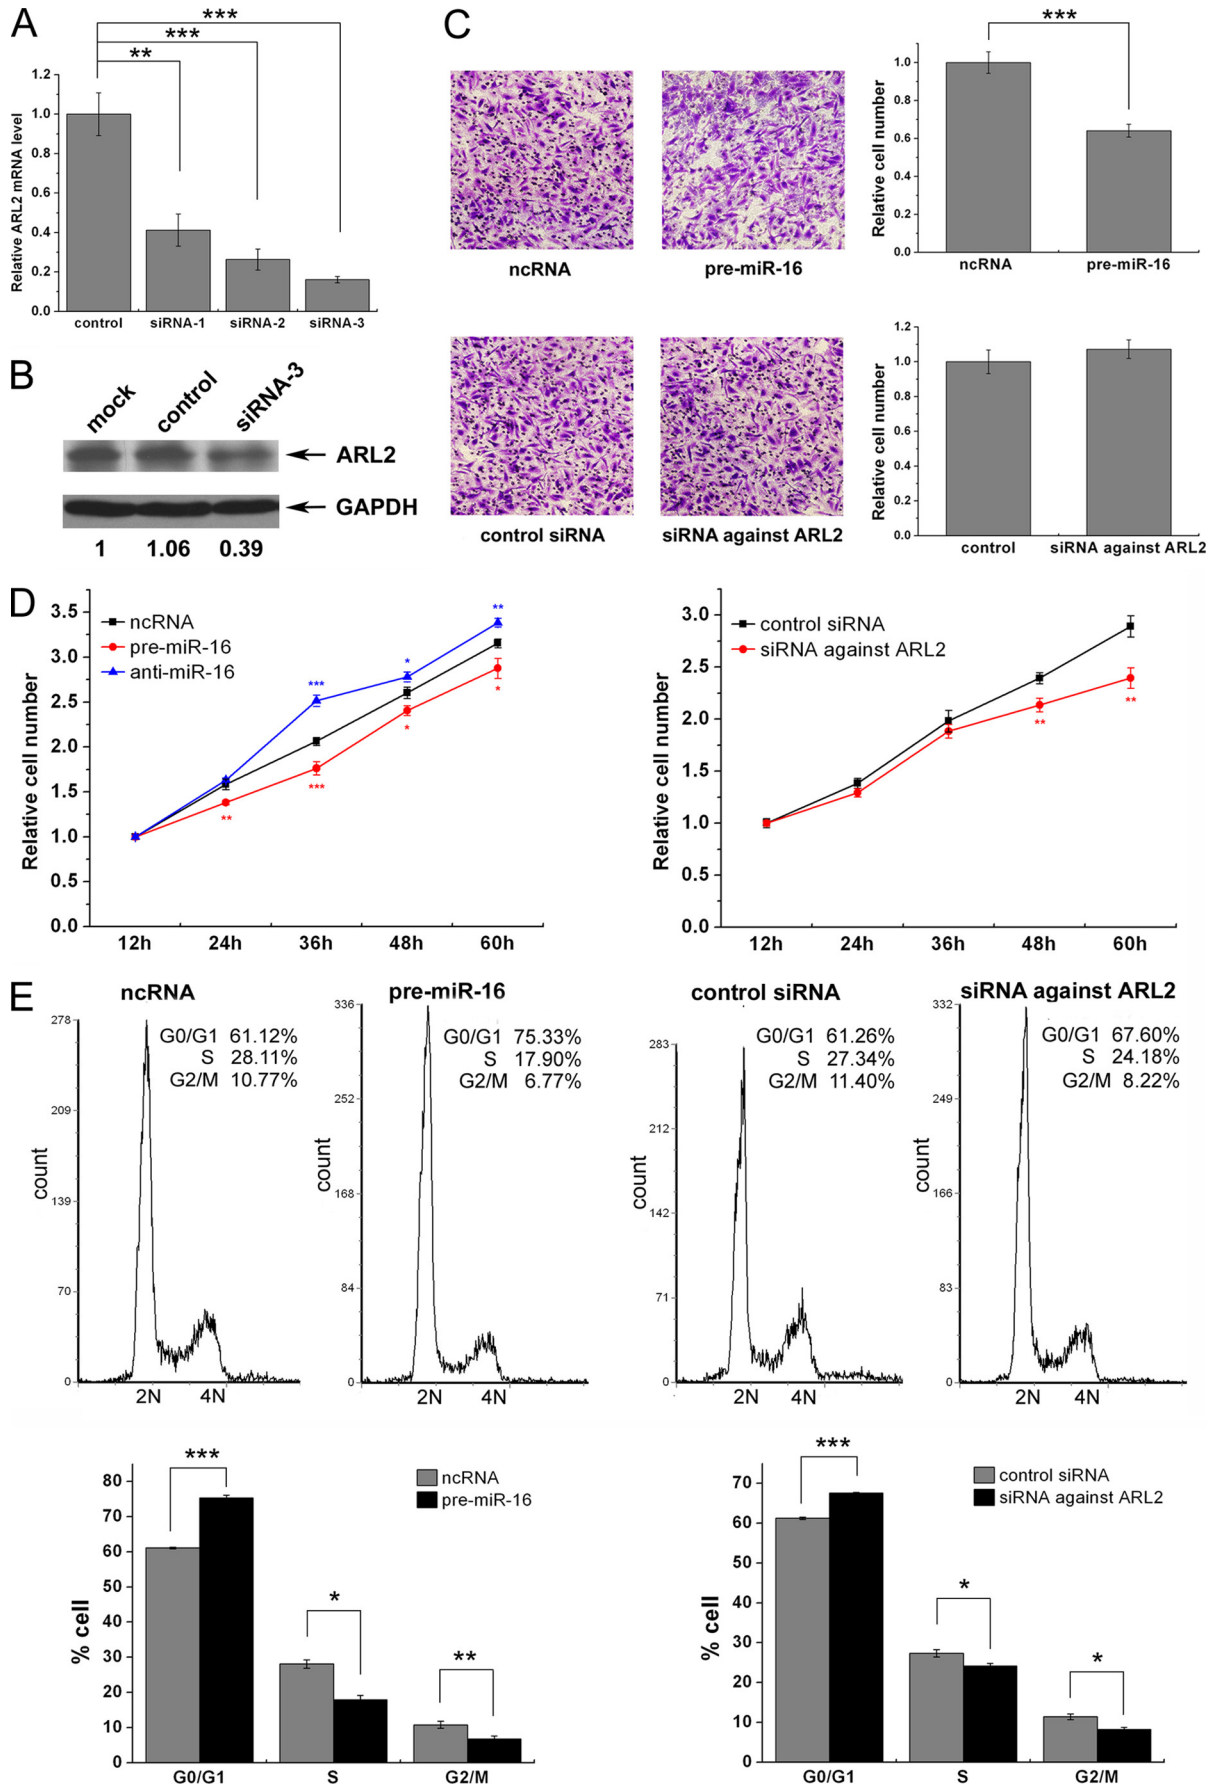 A
***
***
**
Relative ARL2 mRNA level
1.2
1.0
0.8
0.6
0.4
0.2
0.0
control siRNA-1 siRNA-2 siRNA-3
B
mock control siRNA-3
ARL2
GAPDH
1 1.06 0.39
C
ncRNA pre-miR-16
***
Relative cell number
1.0
0.8
0.6
0.4
0.2
0.0
ncRNA pre-miR-16
control siRNA siRNA against ARL2
Relative cell number
1.2
1.0
0.8
0.6
0.4
0.2
0.0
control siRNA against ARL2
D
Relative cell number
3.5
3.0
2.5
2.0
1.5
1.0
0.5
0.0
ncRNA
pre-miR-16
anti-miR-16
**
*
***
*
*
***
**
12h 24h 36h 48h 60h
Relative cell number
3.0
2.5
2.0
1.5
1.0
0.5
0.0
control siRNA
siRNA against ARL2
**
**
12h 24h 36h 48h 60h
E
ncRNA
G0/G1 61.12%
S 28.11%
G2/M 10.77%
count
278
209
139
70
0
2N 4N
pre-miR-16
G0/G1 75.33%
S 17.90%
G2/M 6.77%
count
336
252
168
84
0
2N 4N
control siRNA
G0/G1 61.26%
S 27.34%
G2/M 11.40%
count
283
212
142
71
0
2N 4N
siRNA against ARL2
G0/G1 67.60%
S 24.18%
G2/M 8.22%
count
332
249
166
83
0
2N 4N
% cell
80
70
60
50
40
30
20
10
0
***
*
**
ncRNA
pre-miR-16
G0/G1 S G2/M
% cell
70
60
50
40
30
20
10
0
***
*
*
control siRNA
siRNA against ARL2
G0/G1 S G2/M